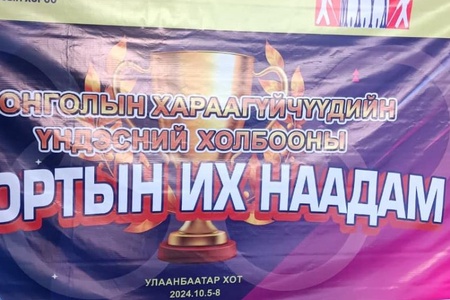 ОНГОЛЫН ХАРААГҮЙЧҮҮДИЙН
ҮНДЭСНИЙ ХОЛБООНЫ
ОРТЫН ИХ НААДАМ
УЛААНБААТАР ХОТ
2024.10.5-8